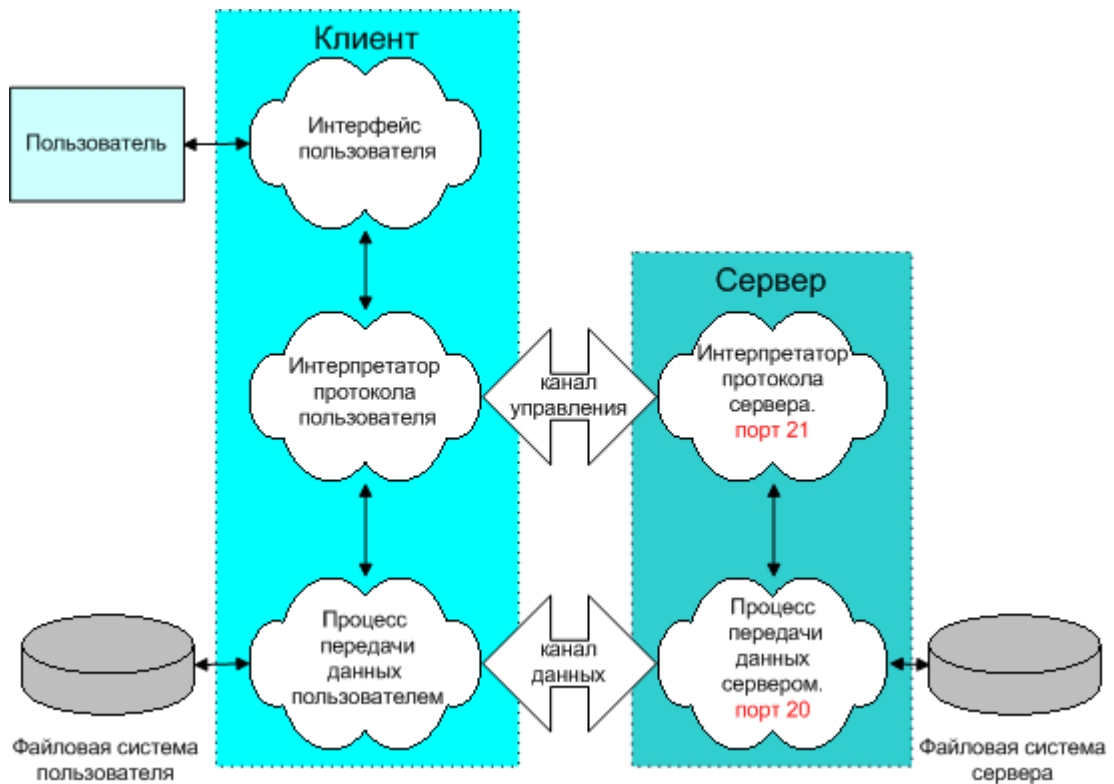 Клиент
Пользователь
Интерфейс
пользователя
Сервер
Интерпретатор
протокола
пользователя
канал
управления
Интерпретатор
протокола
сервера.
порт 21
Процесс
передачи
данных
пользователем
канал
данных
Процесс
передачи
данных
сервером.
порт 20
Файловая система
пользователя
Файловая система
сервера